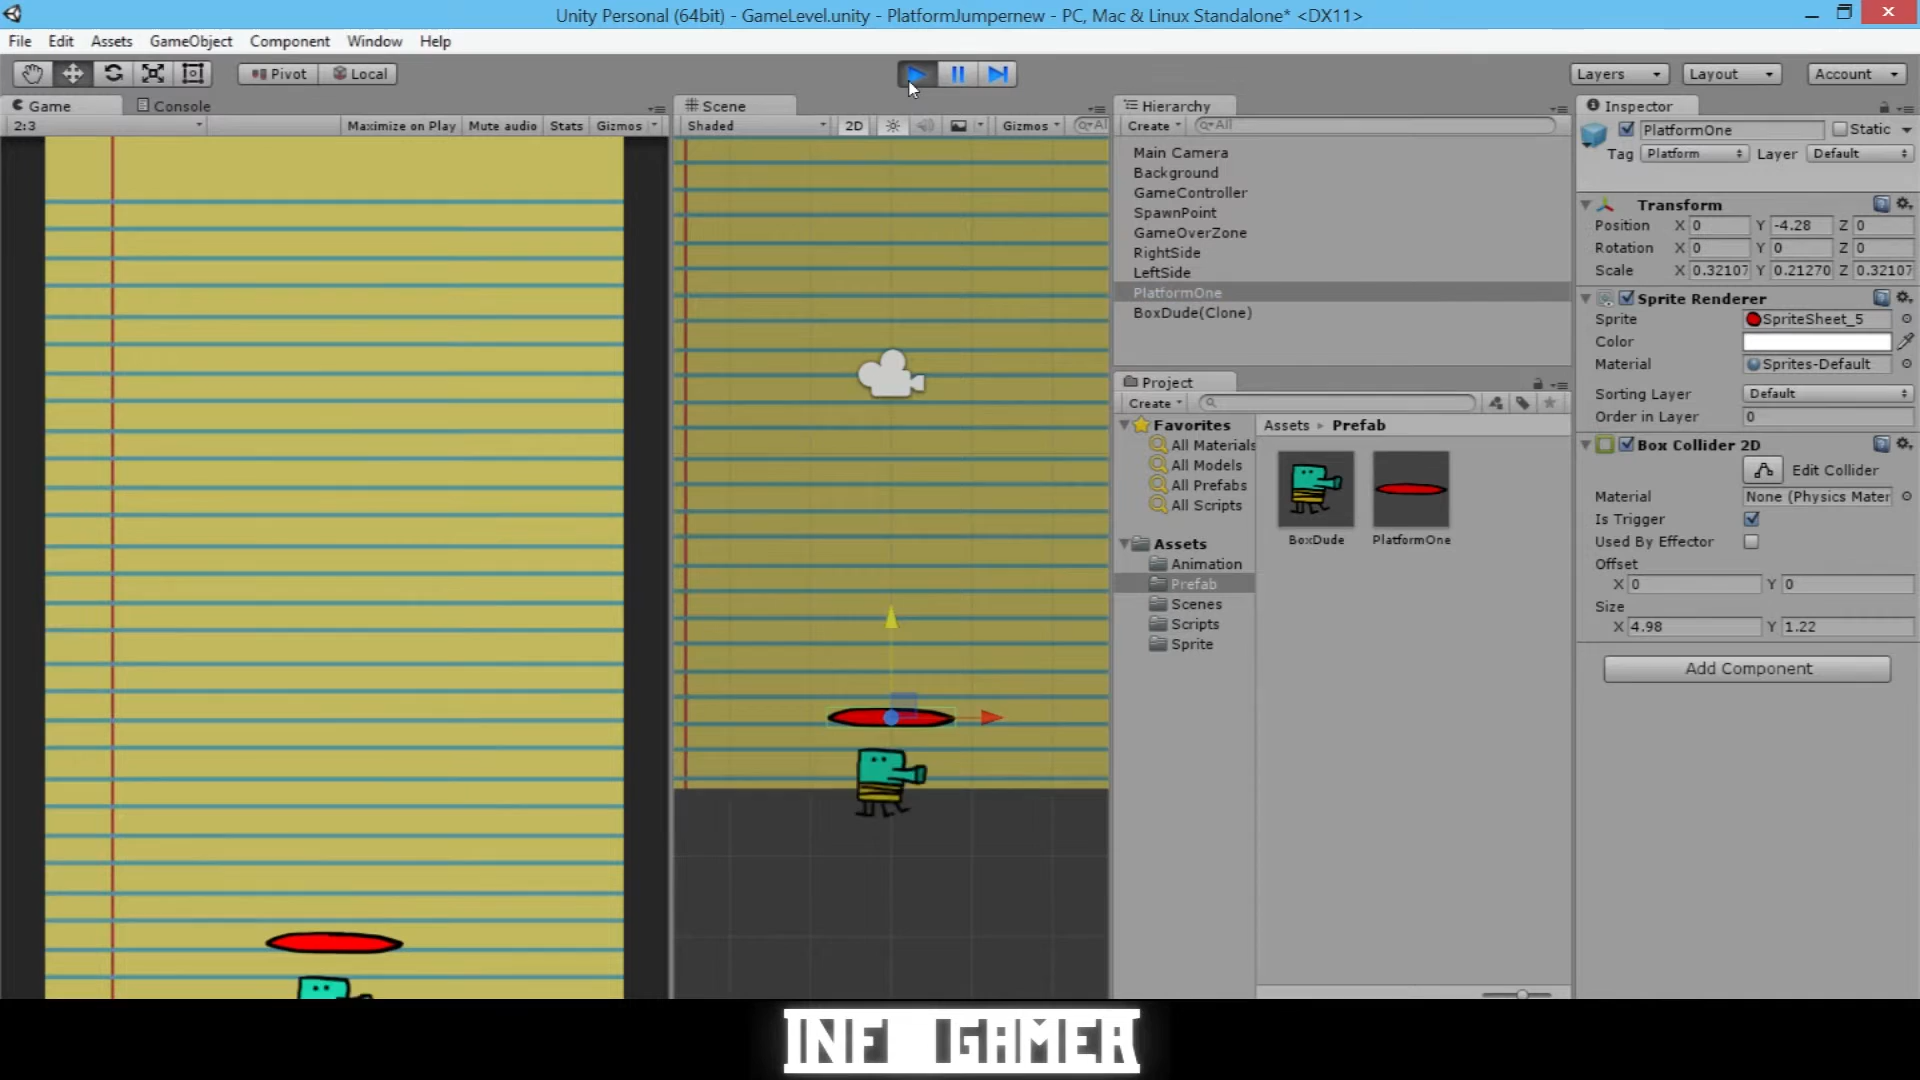 Unity Personal (64bit) - GameLevel.unity - PlatformJumpernew - PC, Mac & Linux Standalone* <DX11>
File Edit Assets GameObject Component Window Help
Pivot Local
Layers Layout Account
Game Console
2:3 Maximize on Play Mute audio Stats Gizmos
Scene
Shaded 2D Gizmos All
Hierarchy
Create All
Main Camera
Background
GameController
SpawnPoint
GameOverZone
RightSide
LeftSide
PlatformOne
BoxDude(Clone)
Project
Create
Favorites
All Materials
All Models
All Prefabs
All Scripts
Assets
Animation
Prefab
Scenes
Scripts
Sprite
Assets Prefab
BoxDude PlatformOne
Inspector
PlatformOne Static
Tag Platform Layer Default
Transform
Position X 0 Y -4.28 Z 0
Rotation X 0 Y 0 Z 0
Scale X 0.32107 Y 0.21270 Z 0.32107
Sprite Renderer
Sprite SpriteSheet_5
Color
Material Sprites-Default
Sorting Layer Default
Order in Layer 0
Box Collider 2D
Edit Collider
Material None (Physics Mater
Is Trigger
Used By Effector
Offset
X 0 Y 0
Size
X 4.98 Y 1.22
Add Component
INF GAMER